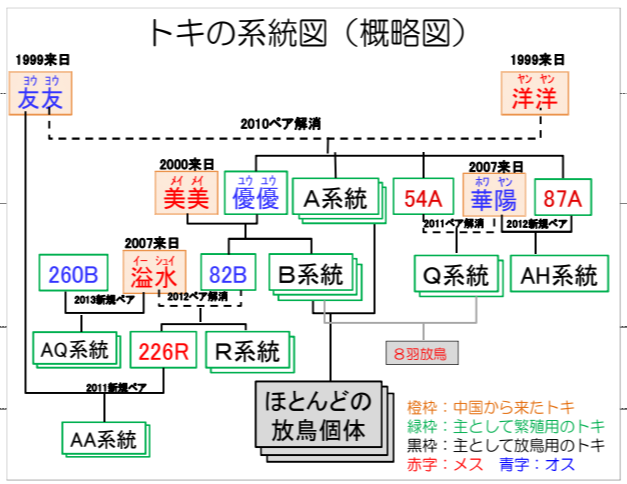 トキの系統図（概略図）
1999来日
1999来日
ヨウ ヨウ
友友
ヤン ヤン
洋洋
2010ペア解消
2000来日
メイ メイ
美美
ユウ ユウ
優優
A系統
54A
2007来日
ホワ ヤン
華陽
87A
2011ペア解消
2012新規ペア
2007来日
イー シュイ
溢水
260B
82B
B系統
Q系統
AH系統
2013新規ペア
2012ペア解消
AQ系統
226R
R系統
8羽放鳥
2011新規ペア
AA系統
ほとんどの
放鳥個体
橙枠：中国から来たトキ
緑枠：主として繁殖用のトキ
黒枠：主として放鳥用のトキ
赤字：メス　青字：オス